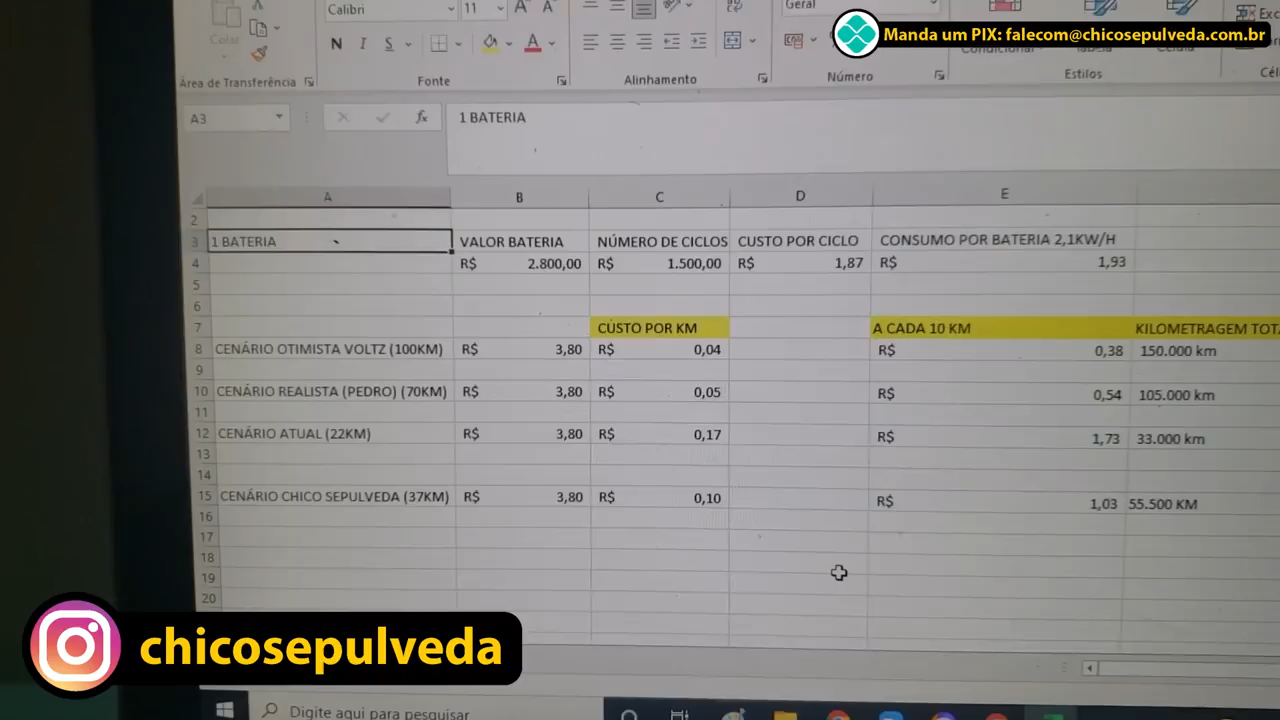 Calibri 11 Geral
Manda um PIX: falecom@chicosepulveda.com.br
Colar N I S
Área de Transferência Fonte Alinhamento Número Estilos
A3 fx 1 BATERIA
A B C D E
2
3 1 BATERIA VALOR BATERIA NÚMERO DE CICLOS CUSTO POR CICLO CONSUMO POR BATERIA 2,1KW/H
4 R$ 2.800,00 R$ 1.500,00 R$ 1,87 R$ 1,93
5
6
7 CUSTO POR KM A CADA 10 KM KILOMETRAGEM
8 CENÁRIO OTIMISTA VOLTZ (100KM) R$ 3,80 R$ 0,04 R$ 0,38 150.000 km
9
10 CENÁRIO REALISTA (PEDRO) (70KM) R$ 3,80 R$ 0,05 R$ 0,54 105.000 km
11
12 CENÁRIO ATUAL (22KM) R$ 3,80 R$ 0,17 R$ 1,73 33.000 km
13
14
15 CENÁRIO CHICO SEPULVEDA (37KM) R$ 3,80 R$ 0,10 R$ 1,03 55.500 KM
16
17
18
19
20
chicosepulveda
Digite aqui para pesquisar